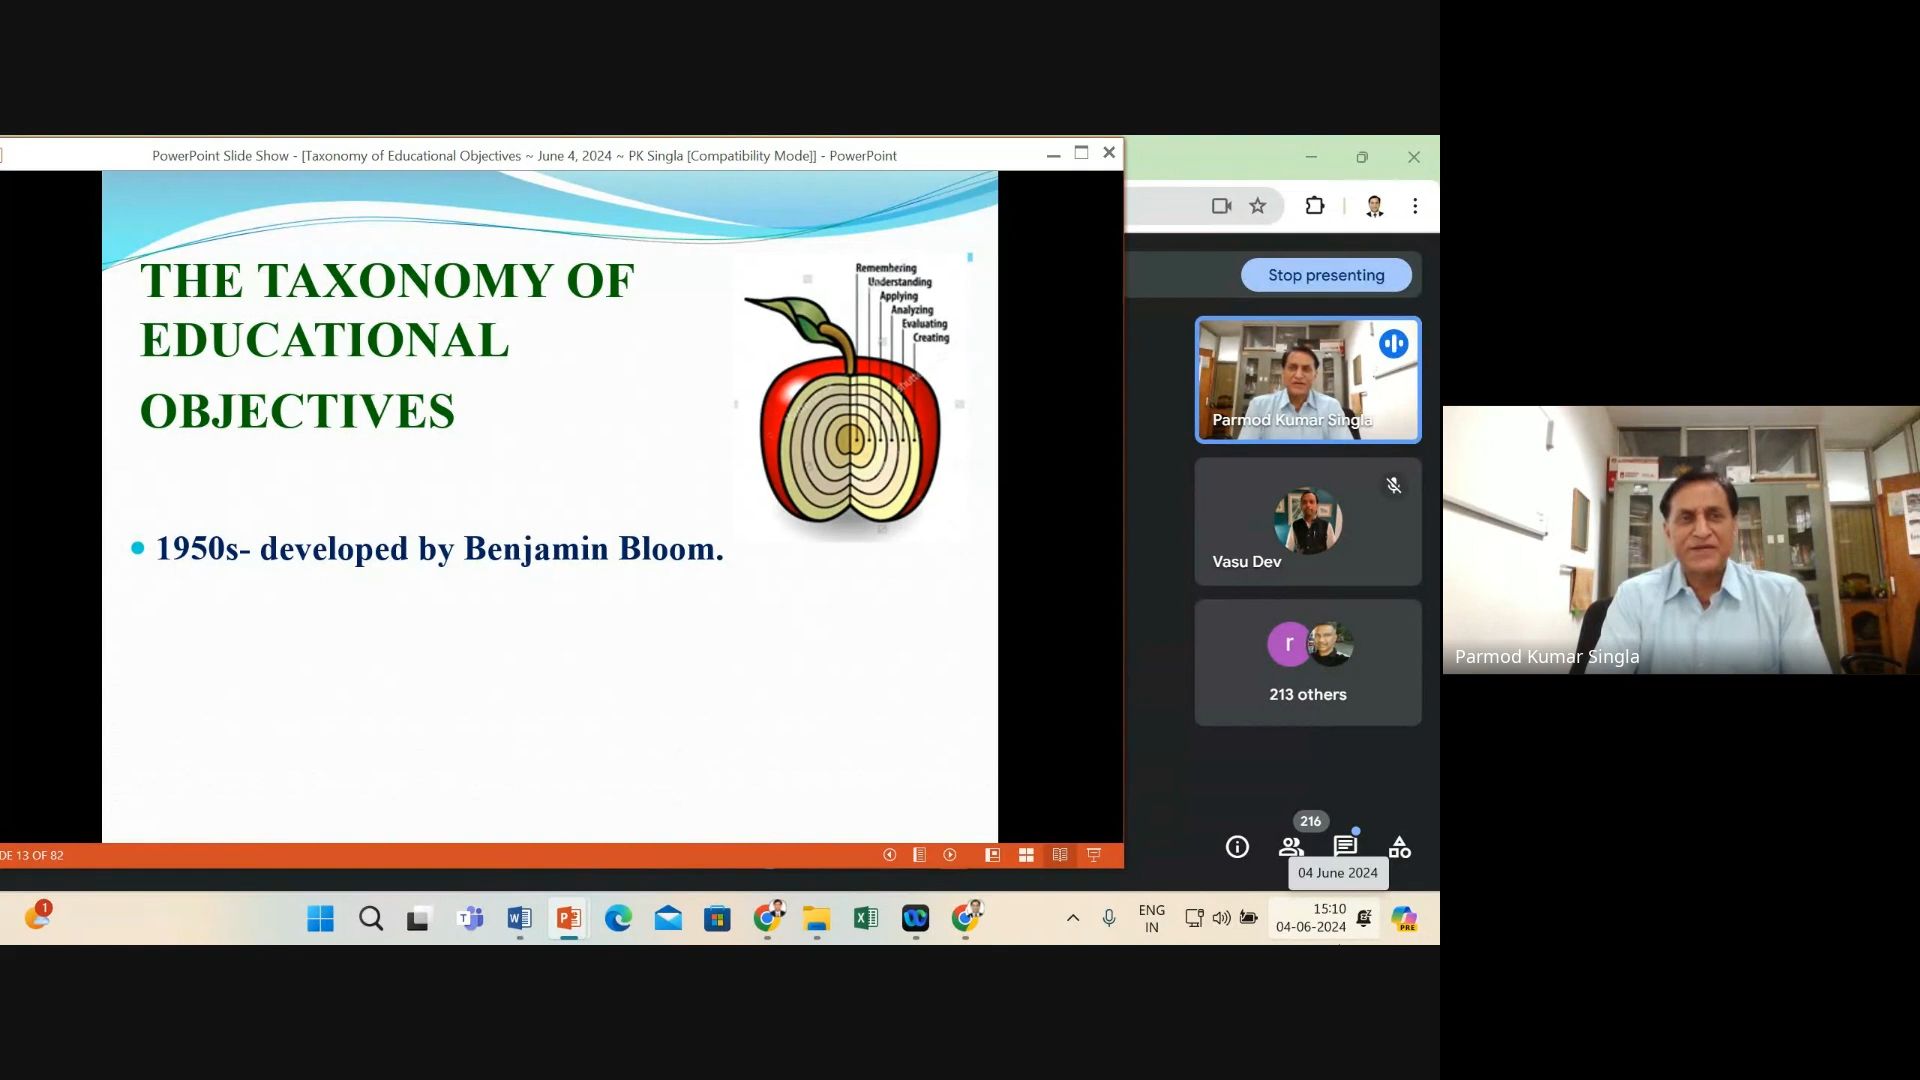 PowerPoint Slide Show - [Taxonomy of Educational Objectives ~ June 4, 2024 ~ PK Singla [Compatibility Mode]] - PowerPoint
THE TAXONOMY OF
EDUCATIONAL
OBJECTIVES
Remembering
Understanding
Applying
Analyzing
Evaluating
Creating
1950s- developed by Benjamin Bloom.
DE 13 OF 82
Stop presenting
Parmod Kumar Singla
Vasu Dev
r
213 others
216
04 June 2024
Parmod Kumar Singla
1
ENG
IN
15:10
04-06-2024
PRE